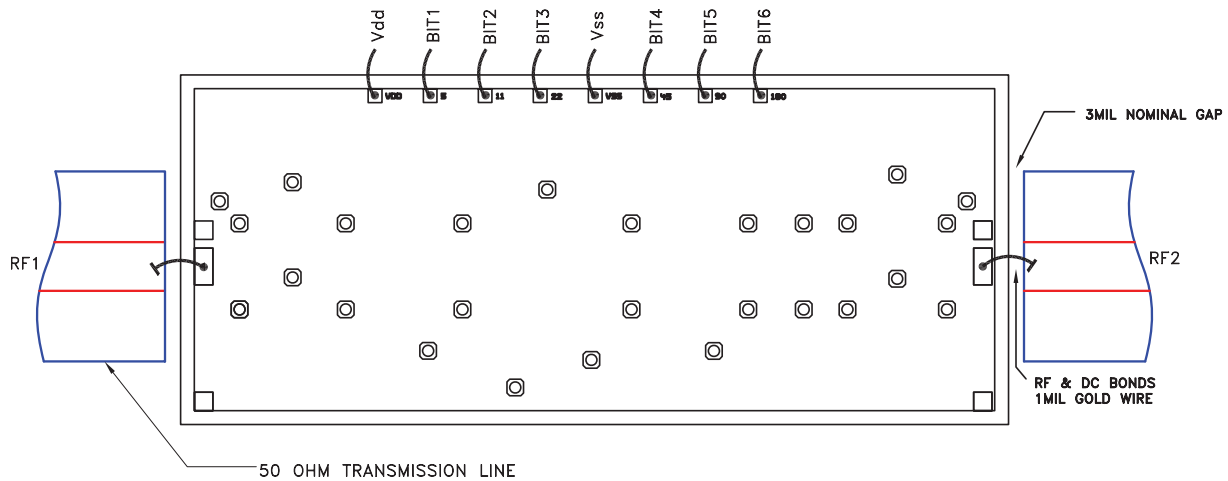 Vdd
BIT1
BIT2
BIT3
Vss
BIT4
BIT5
BIT6
VDD
5
11
22
VSS
45
90
180
3MIL NOMINAL GAP
RF1
RF2
RF & DC BONDS
1MIL GOLD WIRE
50 OHM TRANSMISSION LINE